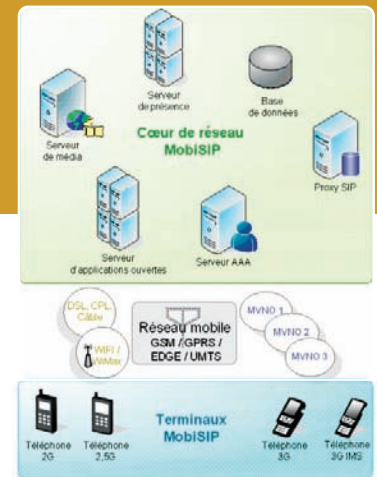 Serveur
de présence
Base
de données
Serveur
de média
Cœur de réseau
MobiSIP
Proxy SIP
Serveur
d'applications ouvertes
Serveur AAA
DSL, CPL,
Câble
WIFI /
WiMax
Réseau mobile
GSM / GPRS /
EDGE / UMTS
MVNO 1
MVNO 2
MVNO 3
Terminaux
MobiSIP
Téléphone
2G
Téléphone
2,5G
Téléphone
3G
Téléphone
3G IMS